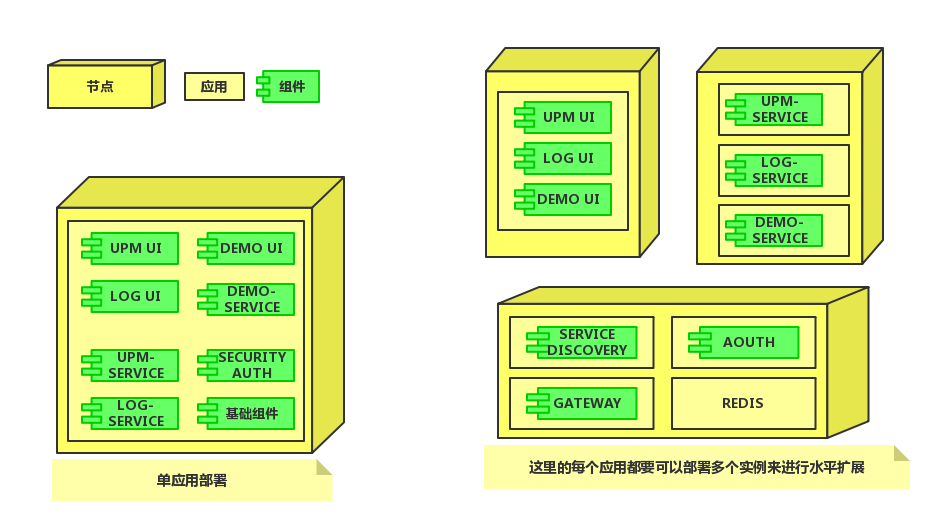 节点
应用
组件
UPM UI
DEMO UI
LOG UI
DEMO-
SERVICE
UPM-
SERVICE
SECURITY
AUTH
LOG-
SERVICE
基础组件
单应用部署
UPM UI
LOG UI
DEMO UI
UPM-
SERVICE
LOG-
SERVICE
DEMO-
SERVICE
SERVICE
DISCOVERY
AOUTH
GATEWAY
REDIS
这里的每个应用都要可以部署多个实例来进行水平扩展